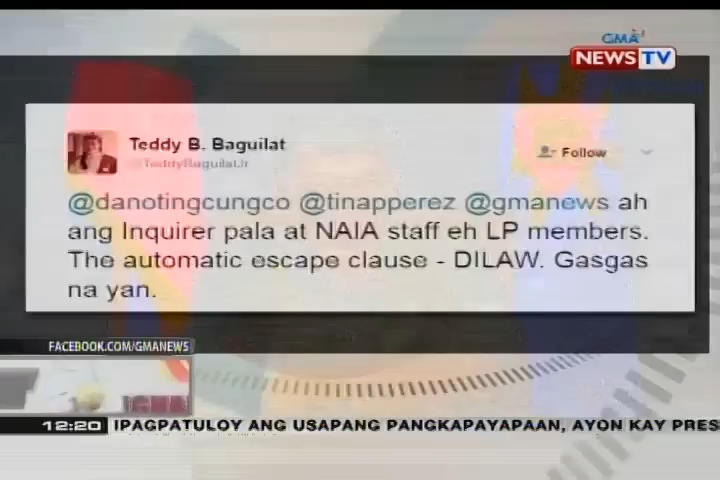 GMA
NEWS TV
Teddy B. Baguilat
@TeddyBaguilatJr
Follow
@danotingcungco @tinapperez @gmanews ah
ang Inquirer pala at NAIA staff eh LP members.
The automatic escape clause - DILAW. Gasgas
na yan.
FACEBOOK.COM/GMANEWS
12:20 IPAGPATULOY ANG USAPANG PANGKAPAYAPAAN, AYON KAY PRES